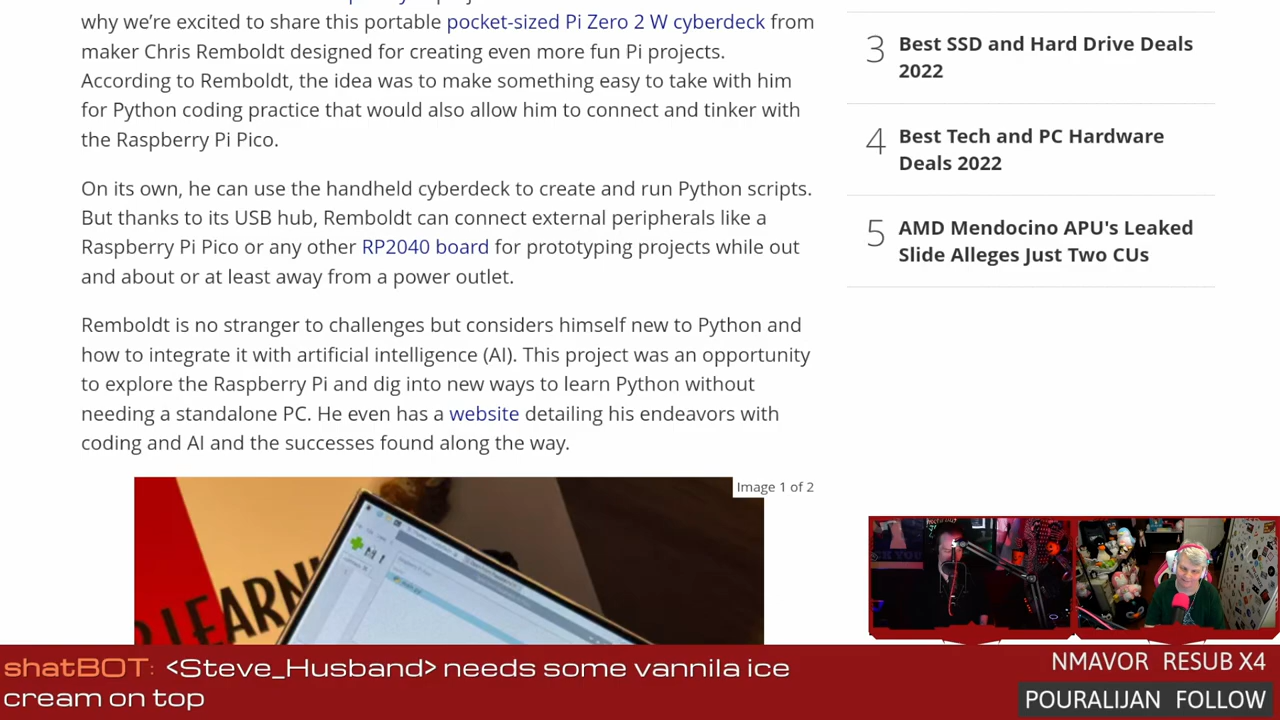 why we're excited to share this portable pocket-sized Pi Zero 2 W cyberdeck from
maker Chris Remboldt designed for creating even more fun Pi projects.
According to Remboldt, the idea was to make something easy to take with him
for Python coding practice that would also allow him to connect and tinker with
the Raspberry Pi Pico.
On its own, he can use the handheld cyberdeck to create and run Python scripts.
But thanks to its USB hub, Remboldt can connect external peripherals like a
Raspberry Pi Pico or any other RP2040 board for prototyping projects while out
and about or at least away from a power outlet.
Remboldt is no stranger to challenges but considers himself new to Python and
how to integrate it with artificial intelligence (AI). This project was an opportunity
to explore the Raspberry Pi and dig into new ways to learn Python without
needing a standalone PC. He even has a website detailing his endeavors with
coding and AI and the successes found along the way.
Image 1 of 2
LEARNI
3
Best SSD and Hard Drive Deals
2022
4
Best Tech and PC Hardware
Deals 2022
5
AMD Mendocino APU's Leaked
Slide Alleges Just Two CUs
shatBOT: <Steve_Husband> needs some vannila ice
cream on top
NMAVOR RESUB X4
POURALIJAN FOLLOW